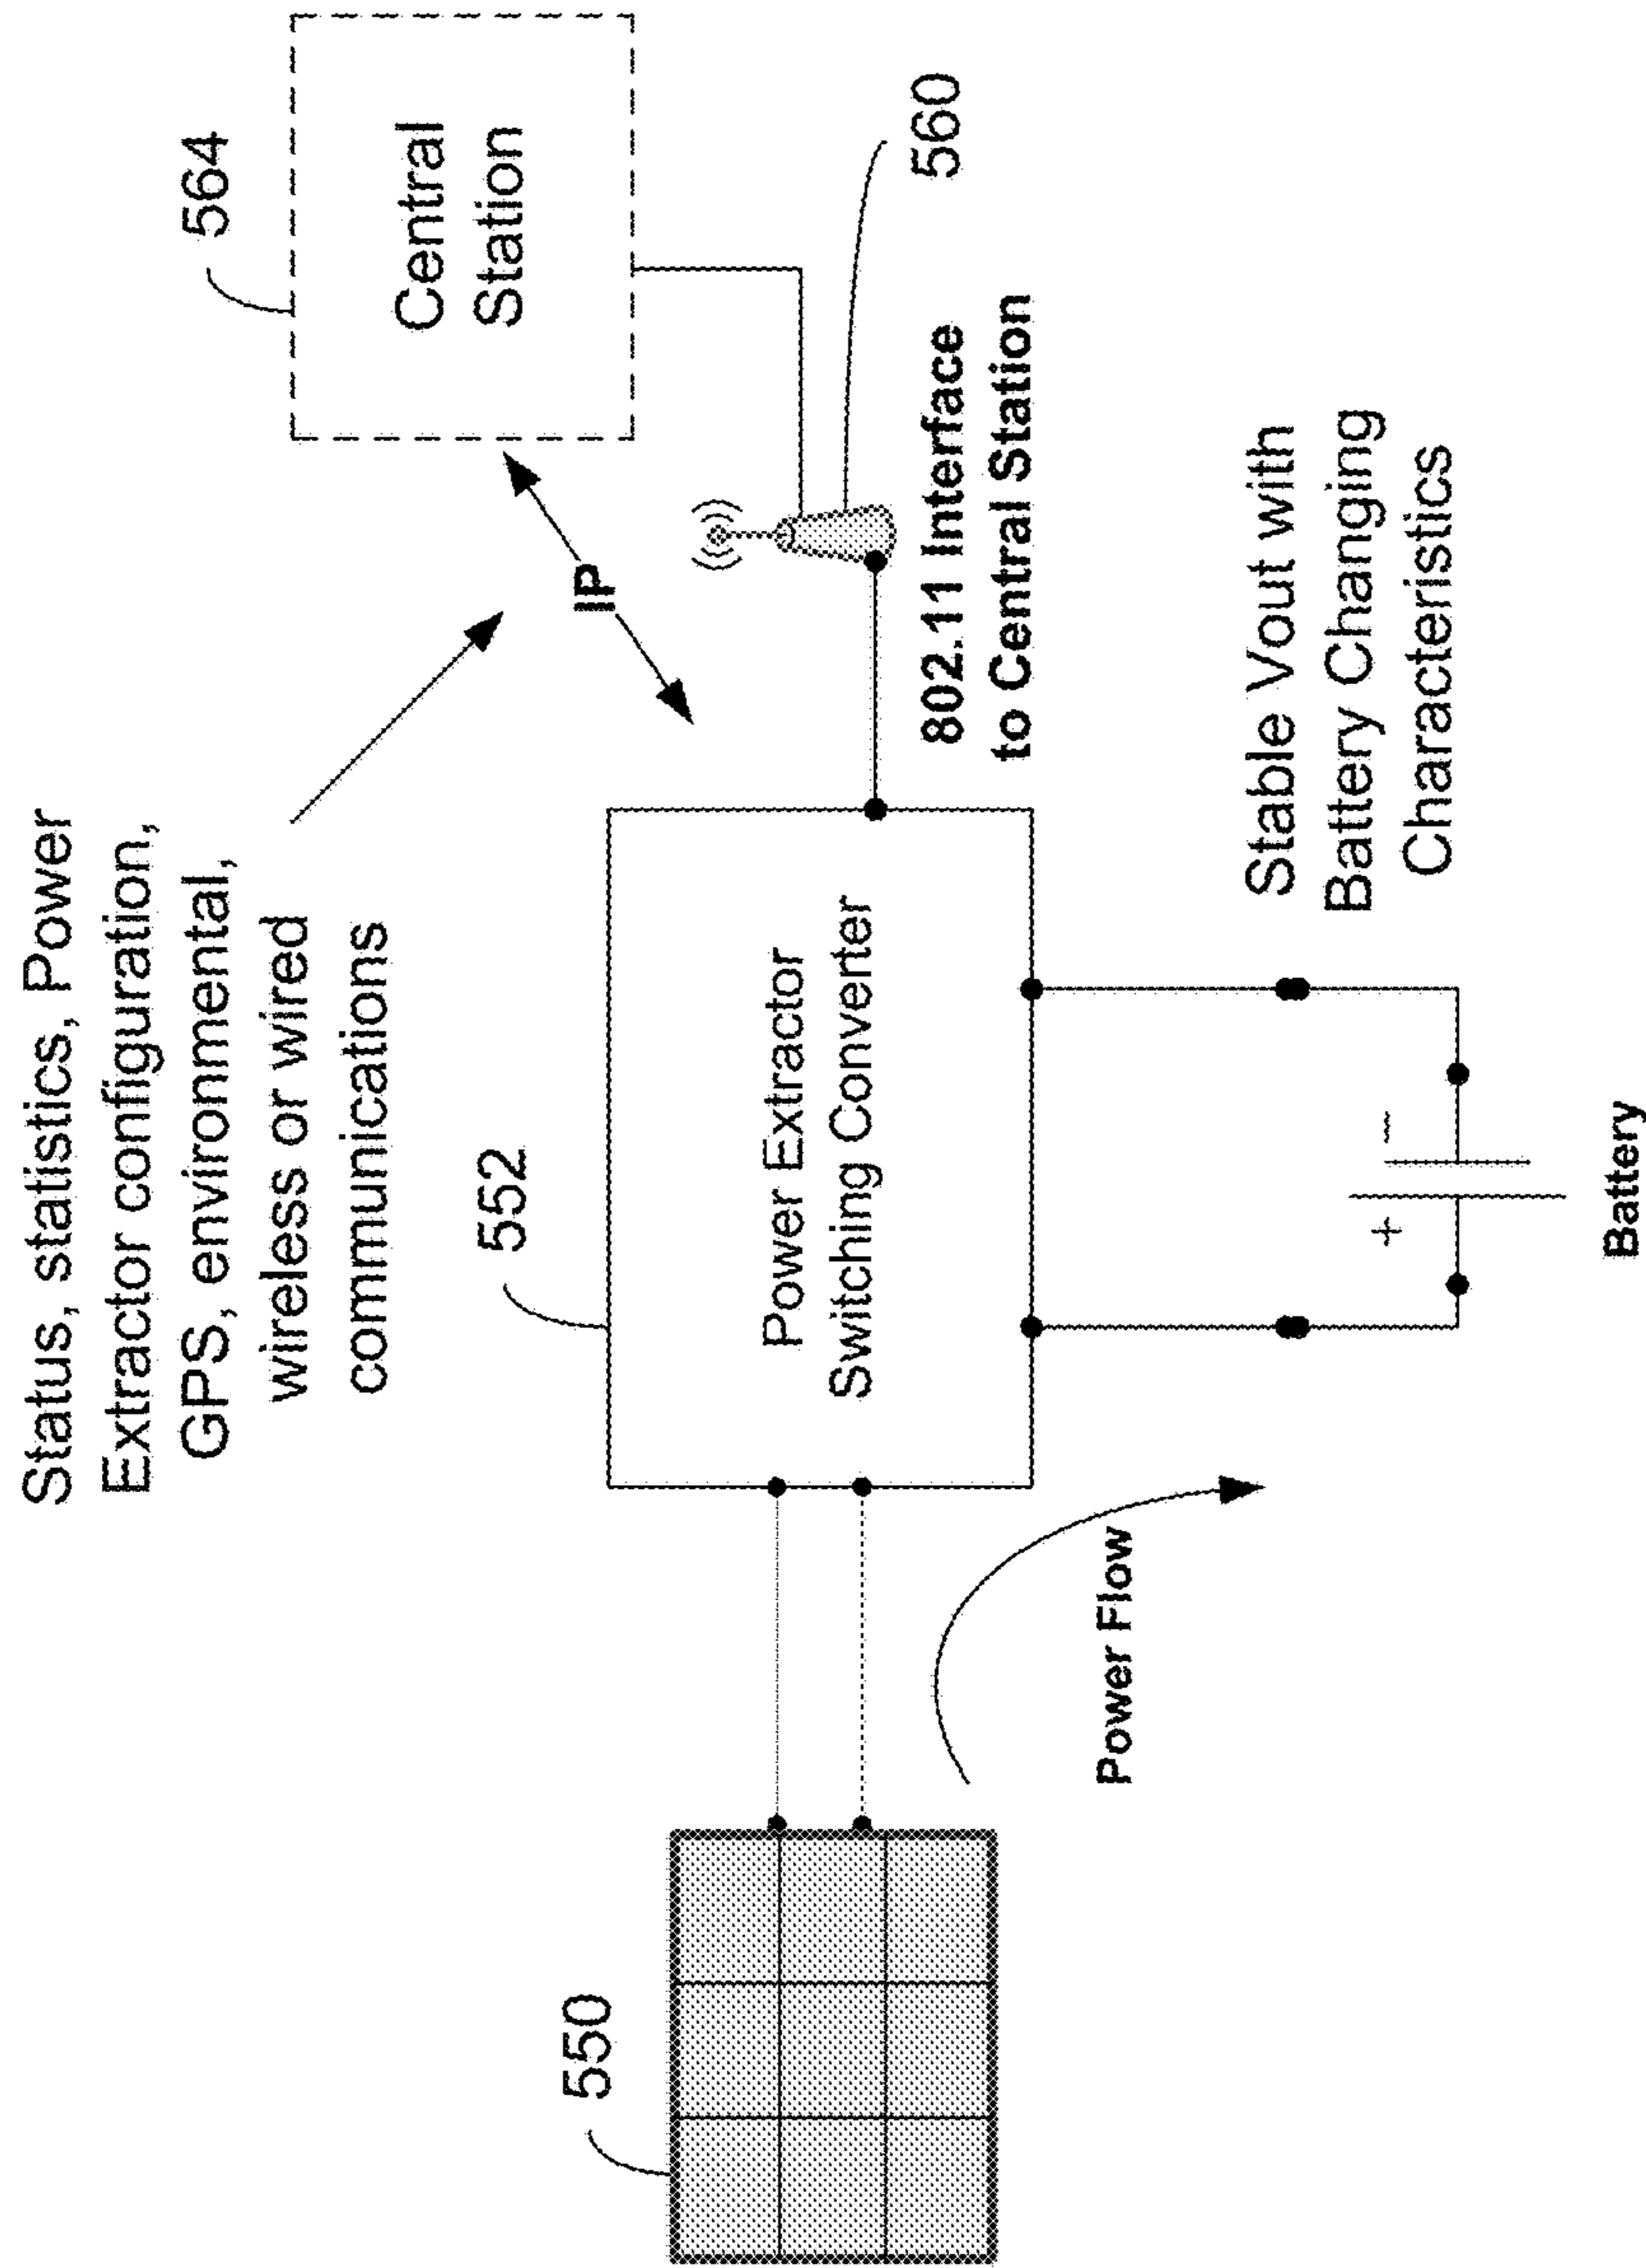 Status, statistics, Power
Extractor configuration,
GPS, environmental,
wireless or wired
communications
564
Central
Station
IP
552
Power Extractor
Switching Converter
550
560
802.11 Interface
to Central Station
Power Flow
Stable Vout with
Battery Changing
Characteristics
+ −
Battery